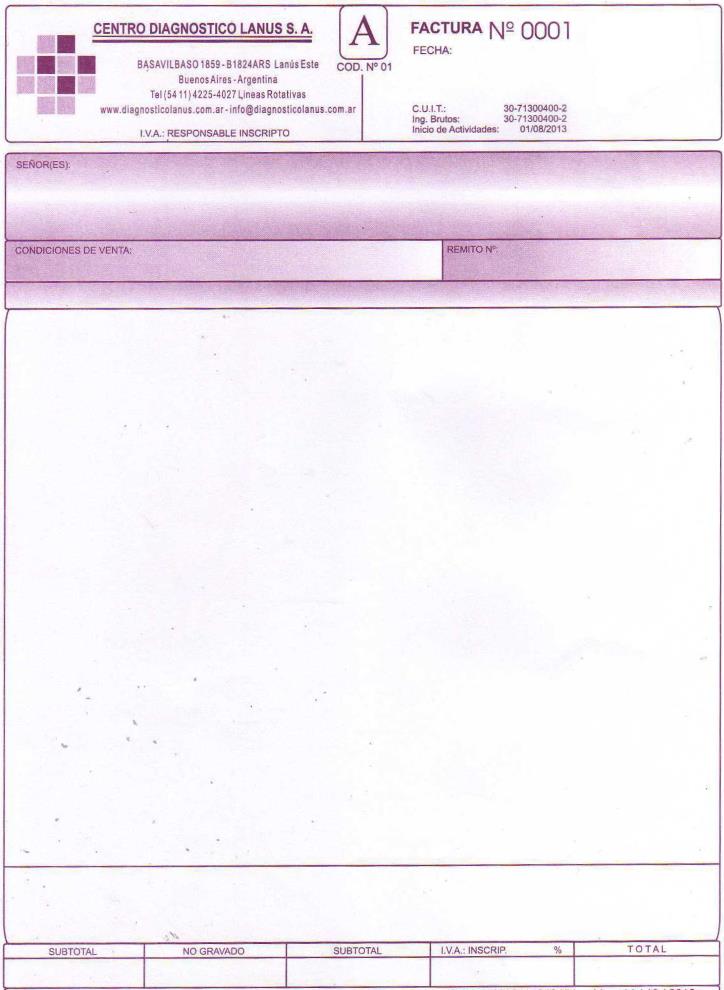 CENTRO DIAGNOSTICO LANUS S. A.
BASAVILBASO 1859 - B1824ARS Lanús Este
Buenos Aires - Argentina
Tel (54 11) 4225-4027 Lineas Rotativas
www.diagnosticolanus.com.ar - info@diagnosticolanus.com.ar
I.V.A.: RESPONSABLE INSCRIPTO
A
COD. Nº 01
FACTURA Nº 0001
FECHA:
C.U.I.T.: 30-71300400-2
Ing. Brutos: 30-71300400-2
Inicio de Actividades: 01/08/2013
SEÑOR(ES):
CONDICIONES DE VENTA:
REMITO Nº:
SUBTOTAL NO GRAVADO SUBTOTAL I.V.A.: INSCRIP. % TOTAL